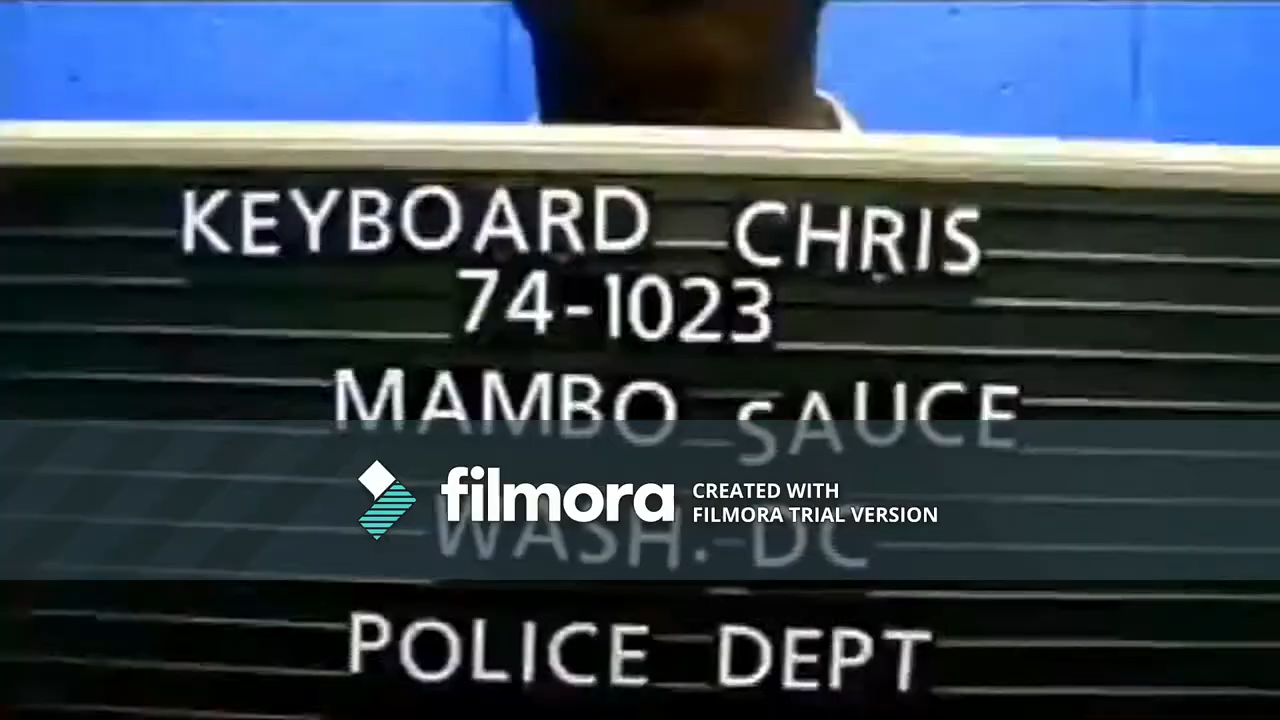 KEYBOARD CHRIS
74-1023
MAMBO SAUCE
filmora
CREATED WITH
FILMORA TRIAL VERSION
WASH. DC
POLICE DEPT